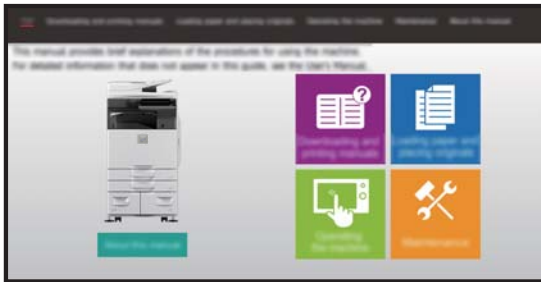 TOP Downloading and printing manuals Loading paper and placing originals Operating the machine Maintenance About this manual
This manual provides brief explanations of the procedures for using the machine.
For detailed information that does not appear in this guide, see the User's Manual.
?
Downloading and
printing manuals
Loading paper and
placing originals
Operating
the machine
Maintenance
About this manual